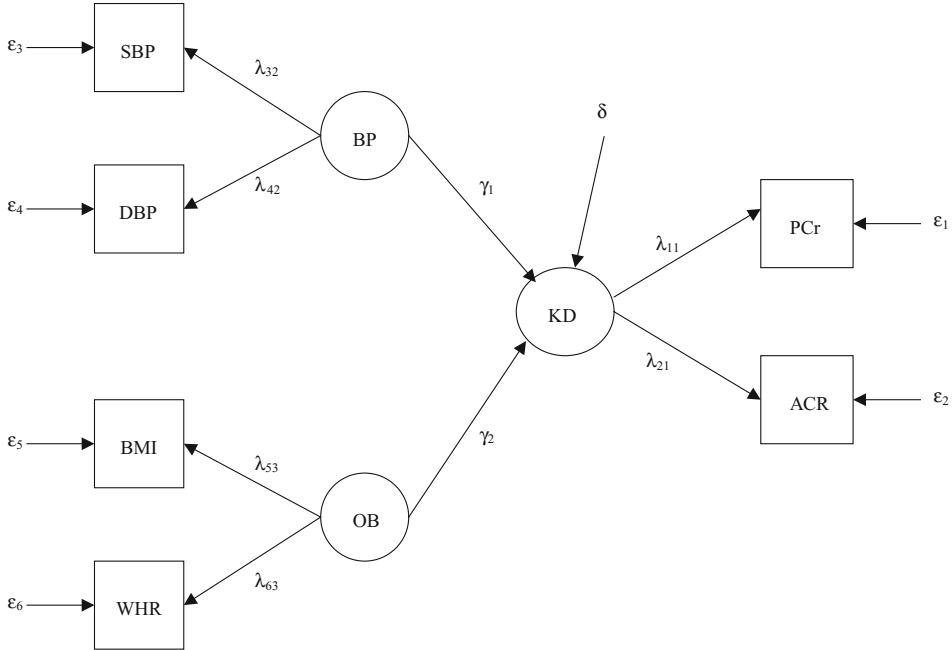 ε₃
SBP
λ₃₂
BP
δ
ε₄
DBP
λ₄₂
γ₁
PCr
ε₁
λ₁₁
KD
λ₂₁
ACR
ε₂
ε₅
BMI
λ₅₃
γ₂
OB
ε₆
WHR
λ₆₃